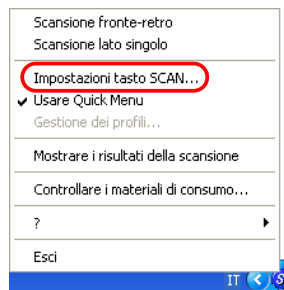 Scansione fronte-retro
Scansione lato singolo
Impostazioni tasto SCAN...
Usare Quick Menu
Gestione dei profili...
Mostrare i risultati della scansione
Controllare i materiali di consumo...
?
Esci
IT
S